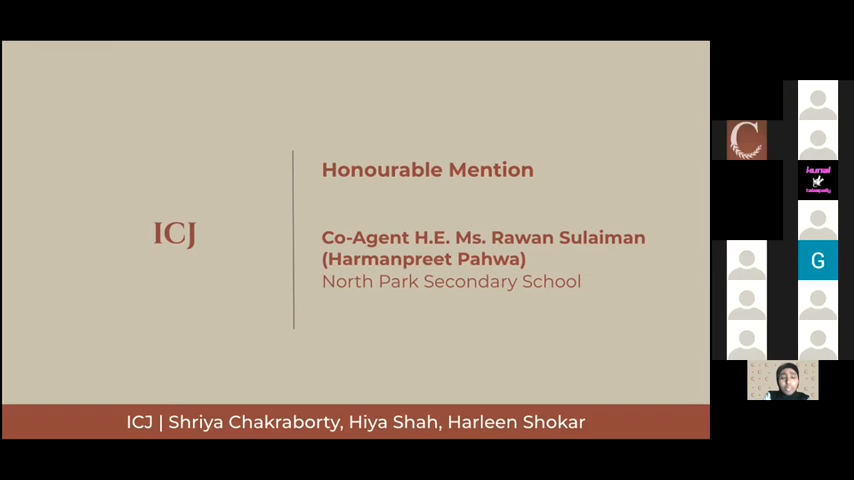 ICJ
Honourable Mention
Co-Agent H.E. Ms. Rawan Sulaiman
(Harmanpreet Pahwa)
North Park Secondary School
ICJ | Shriya Chakraborty, Hiya Shah, Harleen Shokar
C
kunal
G